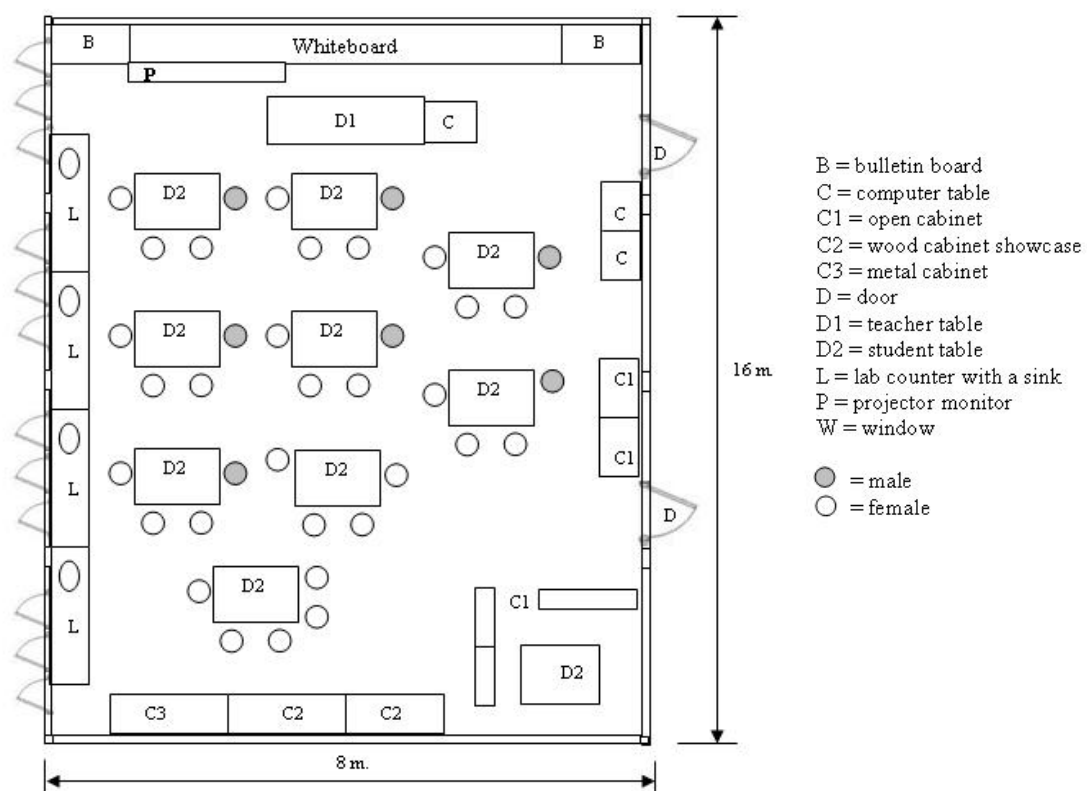 B
Whiteboard
B
P
D1
C
D
L
D2
D2
C
D2
C
L
D2
D2
C1
D2
C1
L
D2
D2
D
L
D2
C1
D2
C3
C2
C2
8 m.
16 m.
B = bulletin board
C = computer table
C1 = open cabinet
C2 = wood cabinet showcase
C3 = metal cabinet
D = door
D1 = teacher table
D2 = student table
L = lab counter with a sink
P = projector monitor
W = window
= male
= female